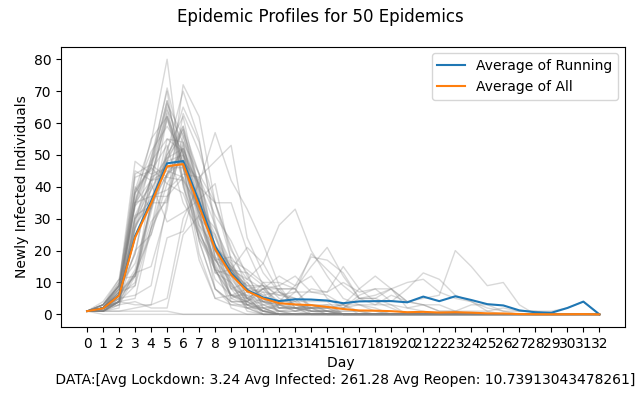 Epidemic Profiles for 50 Epidemics
Average of Running
Average of All
Newly Infected Individuals
80
70
60
50
40
30
20
10
0
0 1 2 3 4 5 6 7 8 9 10 11 12 13 14 15 16 17 18 19 20 21 22 23 24 25 26 27 28 29 30 31 32
Day
DATA:[Avg Lockdown: 3.24 Avg Infected: 261.28 Avg Reopen: 10.73913043478261]